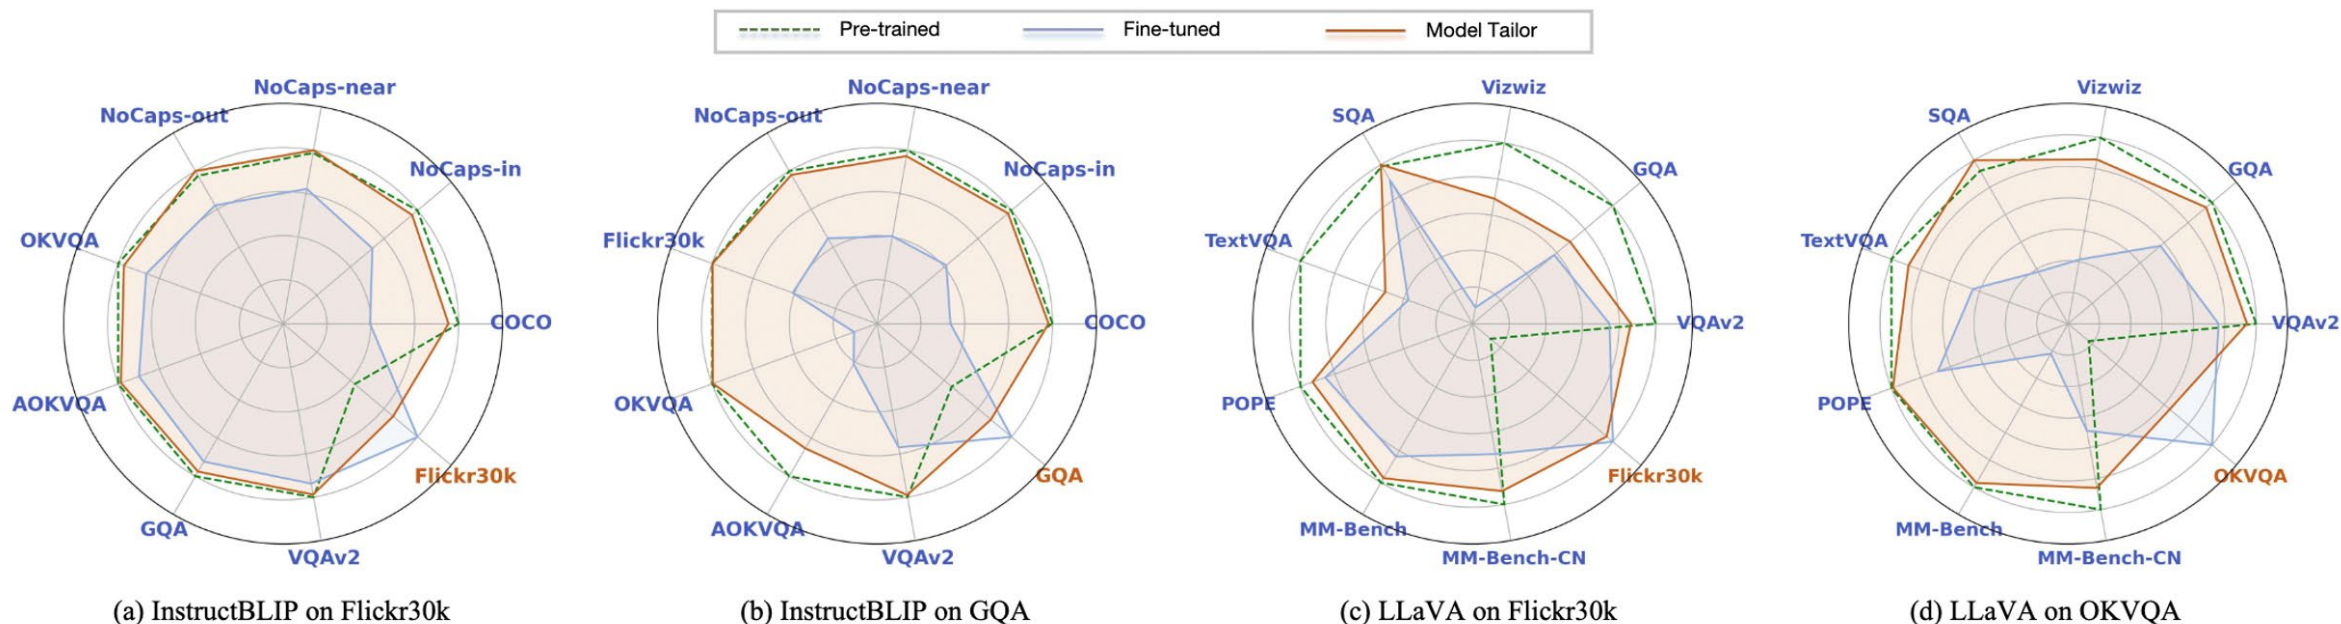 Pre-trained Fine-tuned Model Tailor
NoCaps-near
NoCaps-out
NoCaps-in
OKVQA
COCO
AOKVQA
Flickr30k
GQA
VQAv2
(a) InstructBLIP on Flickr30k
NoCaps-near
NoCaps-out
NoCaps-in
Flickr30k
COCO
OKVQA
GQA
AOKVQA
VQAv2
(b) InstructBLIP on GQA
Vizwiz
SQA
GQA
TextVQA
VQAv2
POPE
Flickr30k
MM-Bench
MM-Bench-CN
(c) LLaVA on Flickr30k
Vizwiz
SQA
GQA
TextVQA
VQAv2
POPE
OKVQA
MM-Bench
MM-Bench-CN
(d) LLaVA on OKVQA